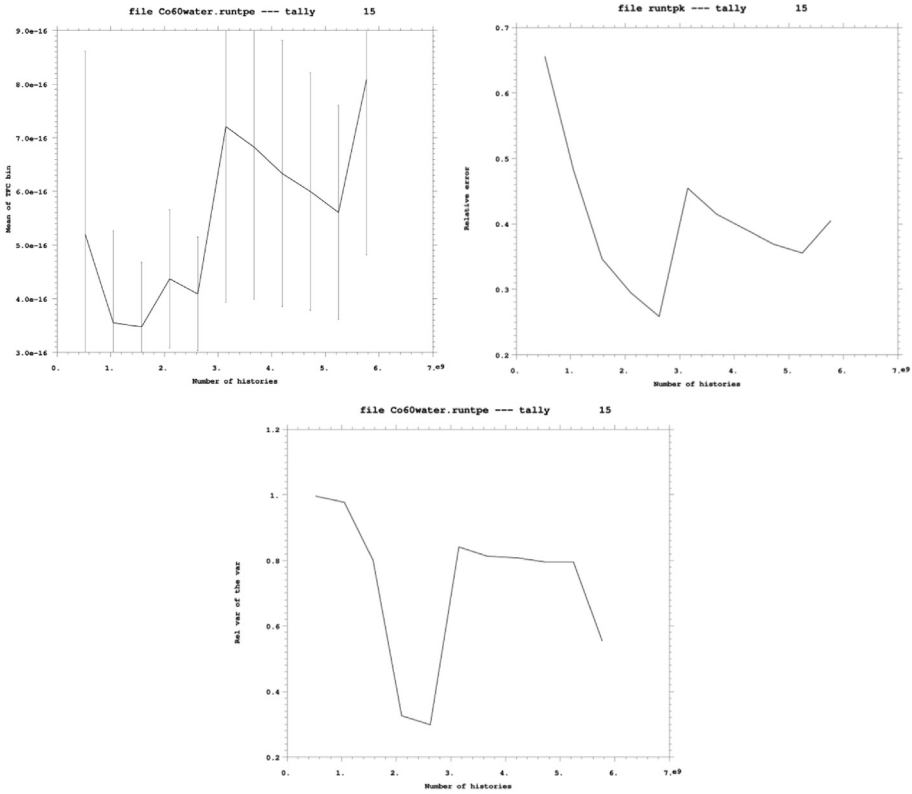 file Co60water.runtpe --- tally 15
9.0e-16
8.0e-16
7.0e-16
6.0e-16
5.0e-16
4.0e-16
3.0e-16
Mean of TFC bin
0. 1. 2. 3. 4. 5. 6. 7.e9
Number of histories
file runtpk --- tally 15
0.7
0.6
0.5
0.4
0.3
0.2
Relative error
0. 1. 2. 3. 4. 5. 6. 7.e9
Number of histories
file Co60water.runtpe --- tally 15
1.2
1.
0.8
0.6
0.4
0.2
Rel var of the var
0. 1. 2. 3. 4. 5. 6. 7.e9
Number of histories